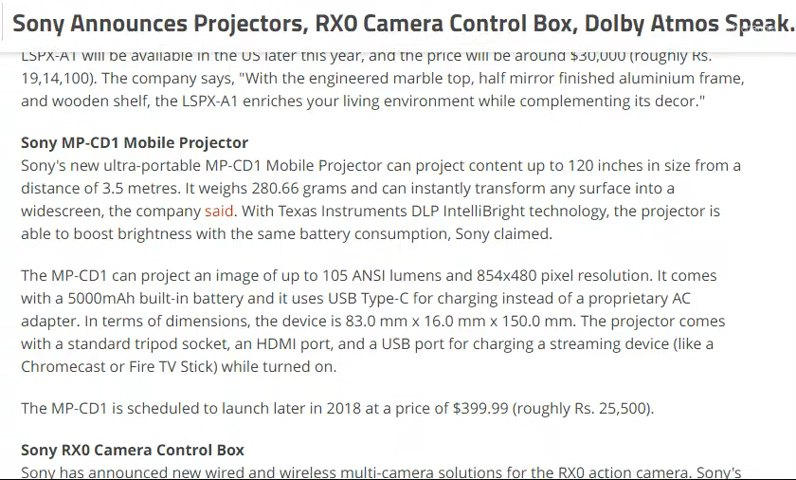 Sony Announces Projectors, RX0 Camera Control Box, Dolby Atmos Speak.
LSPX-A1 will be available in the US later this year, and the price will be around $30,000 (roughly Rs.
19,14,100). The company says, "With the engineered marble top, half mirror finished aluminium frame,
and wooden shelf, the LSPX-A1 enriches your living environment while complementing its decor."
Sony MP-CD1 Mobile Projector
Sony's new ultra-portable MP-CD1 Mobile Projector can project content up to 120 inches in size from a
distance of 3.5 metres. It weighs 280.66 grams and can instantly transform any surface into a
widescreen, the company said. With Texas Instruments DLP IntelliBright technology, the projector is
able to boost brightness with the same battery consumption, Sony claimed.
The MP-CD1 can project an image of up to 105 ANSI lumens and 854x480 pixel resolution. It comes
with a 5000mAh built-in battery and it uses USB Type-C for charging instead of a proprietary AC
adapter. In terms of dimensions, the device is 83.0 mm x 16.0 mm x 150.0 mm. The projector comes
with a standard tripod socket, an HDMI port, and a USB port for charging a streaming device (like a
Chromecast or Fire TV Stick) while turned on.
The MP-CD1 is scheduled to launch later in 2018 at a price of $399.99 (roughly Rs. 25,500).
Sony RX0 Camera Control Box
Sony has announced new wired and wireless multi-camera solutions for the RX0 action camera. Sony's